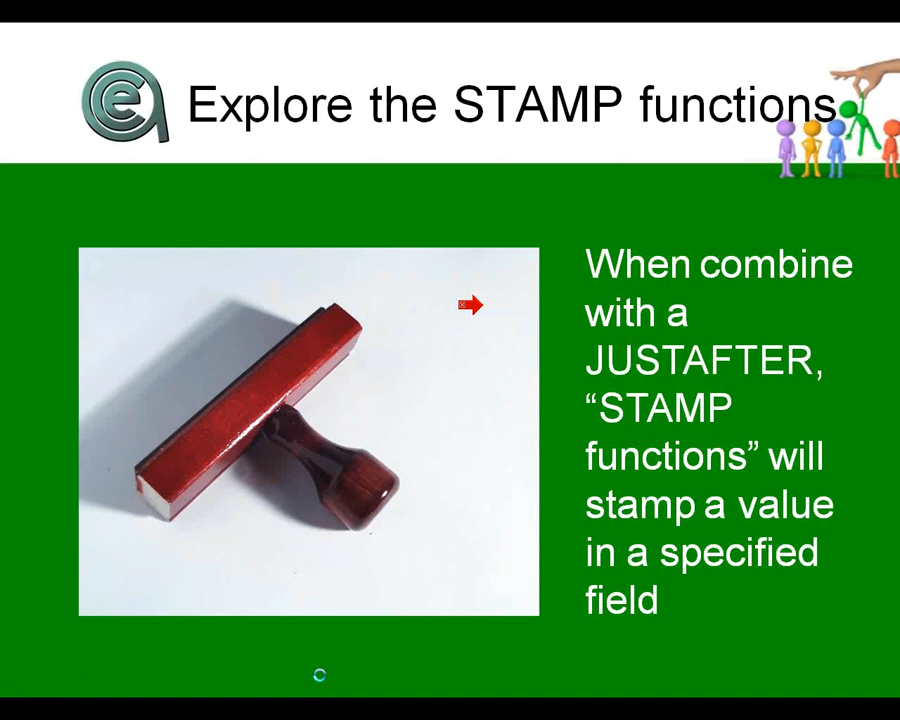 Explore the STAMP functions
When combine
with a
JUSTAFTER,
“STAMP
functions” will
stamp a value
in a specified
field